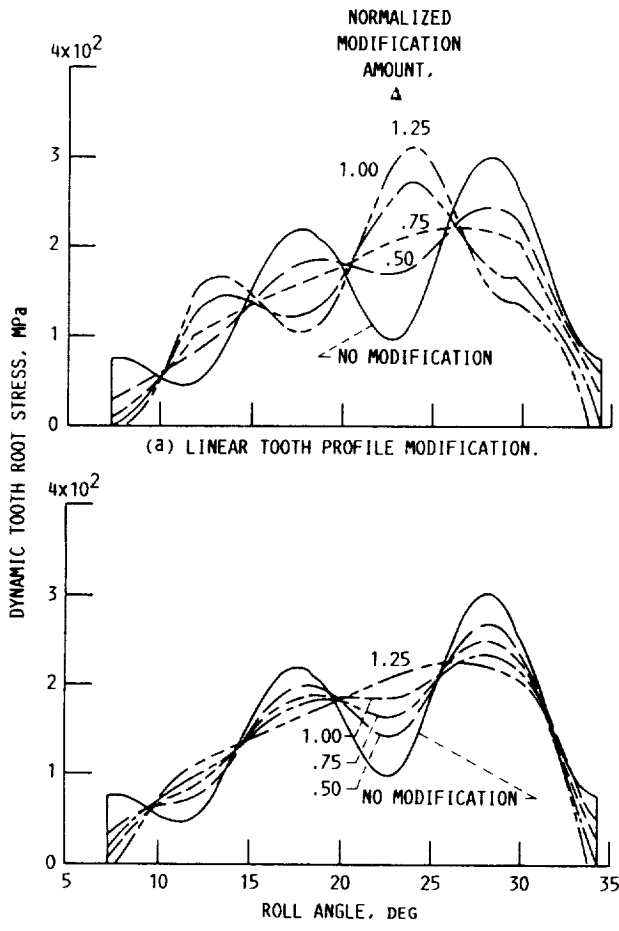 NORMALIZED
MODIFICATION
AMOUNT,
Δ
4x10²
1.25
1.00
3
.75
2
.50
1
NO MODIFICATION
0
(a) LINEAR TOOTH PROFILE MODIFICATION.
DYNAMIC TOOTH ROOT STRESS, MPa
4x10²
3
1.25
2
1.00
.75
1
.50
NO MODIFICATION
0
5 10 15 20 25 30 35
ROLL ANGLE, DEG